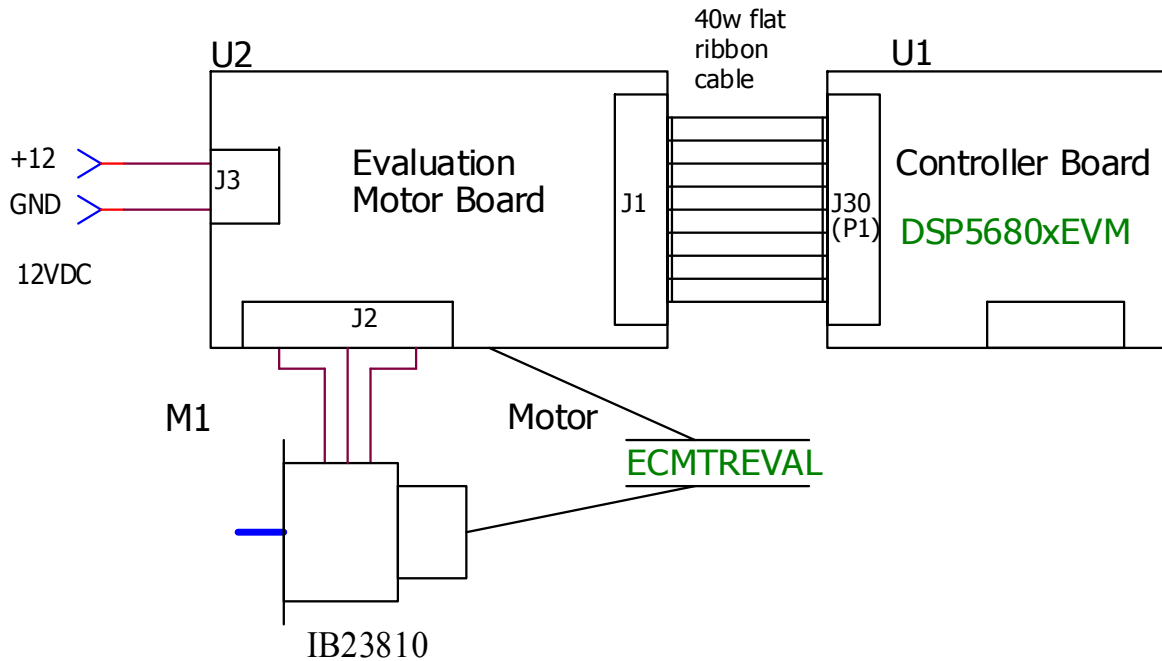 40w flat
ribbon
cable
U2
U1
+12
GND
12VDC
J3
Evaluation
Motor Board
J1
J30
(P1)
Controller Board
DSP5680xEVM
J2
M1
Motor
ECMTREVAL
IB23810